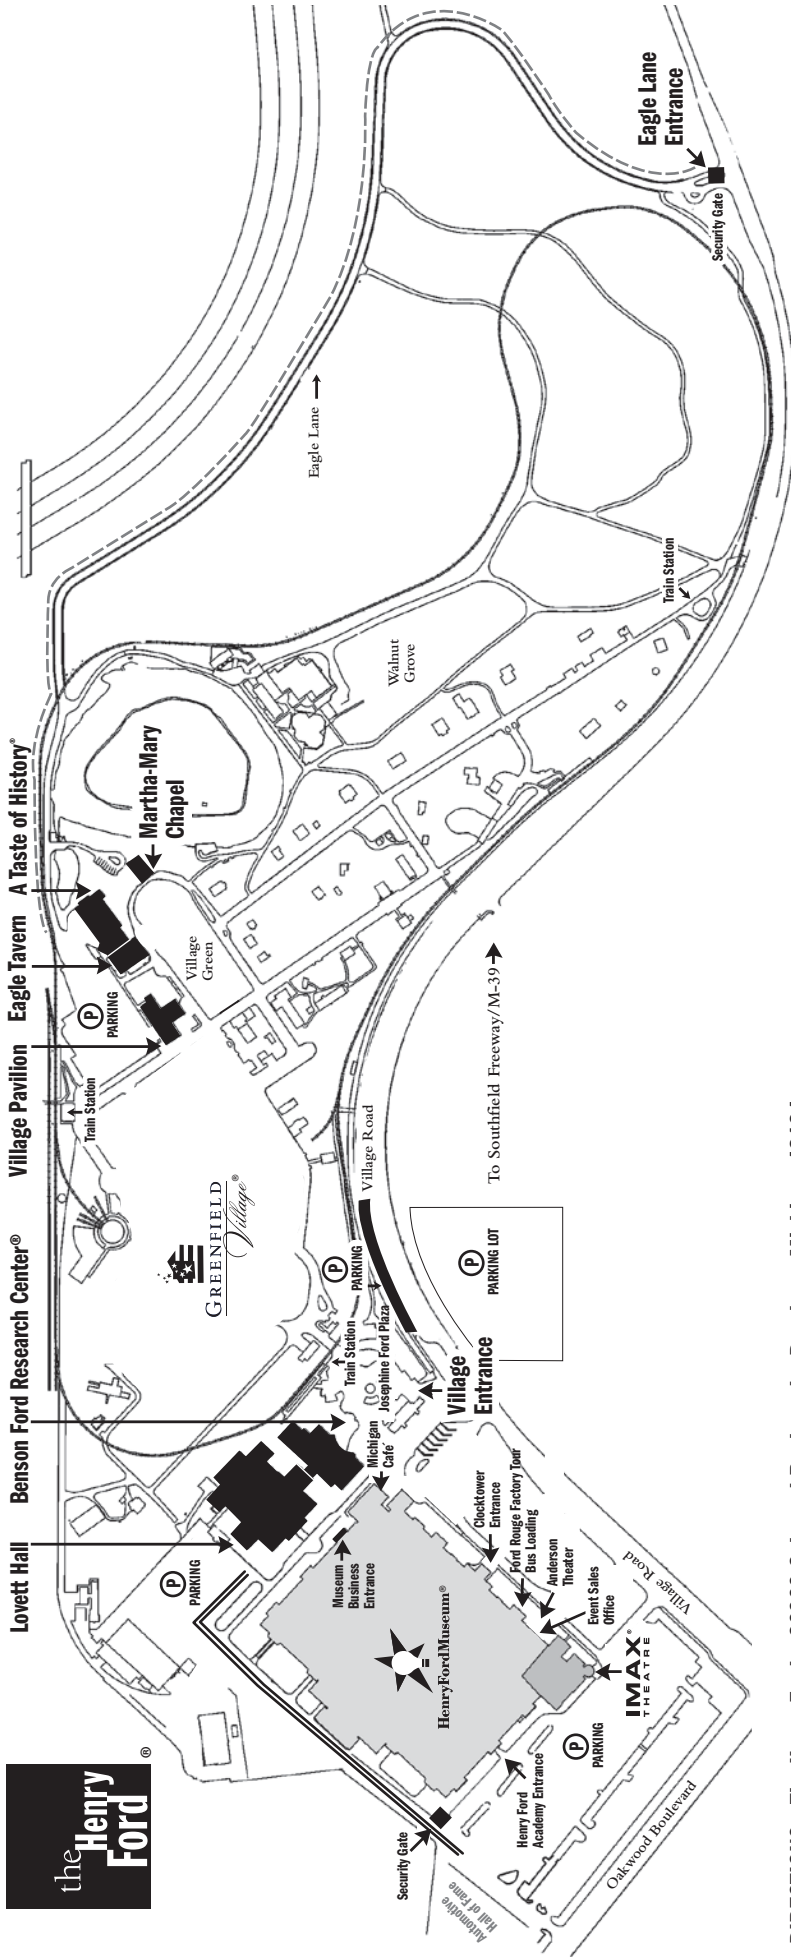 the
Henry
Ford
®
Lovett Hall
Benson Ford Research Center®
Village Pavilion
Eagle Tavern
A Taste of History®
Martha-Mary
Chapel
P
PARKING
Train Station
Village
Green
Walnut
Grove
Eagle Lane
Eagle Lane
Entrance
Security Gate
Train Station
GREENFIELD
Village®
To Southfield Freeway/M-39
Village Road
P
PARKING
P
PARKING LOT
Train Station
Josephine Ford Plaza
Village
Entrance
Michigan
Café
P
PARKING
Museum
Business
Entrance
HenryFordMuseum®
Clocktower
Entrance
Ford Rouge Factory Tour
Bus Loading
Anderson
Theater
Event Sales
Office
IMAX®
THEATRE
Village Road
P
PARKING
Henry Ford
Academy Entrance
Security Gate
Oakwood Boulevard
Automotive
Hall of Fame